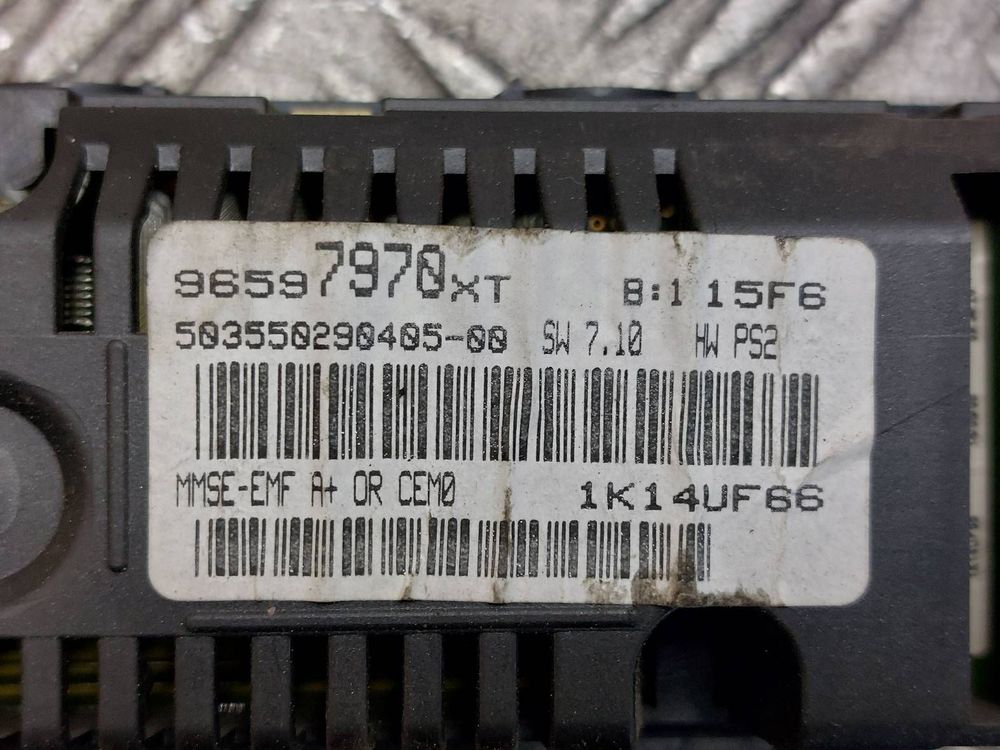 96597970XT B:1 15F6
503550290405-00 SW 7.10 HW PS2
MMSE-EMF A+ OR CEM0 1K14UF66